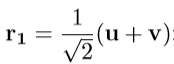 r₁ = 1/√2 (u + v);